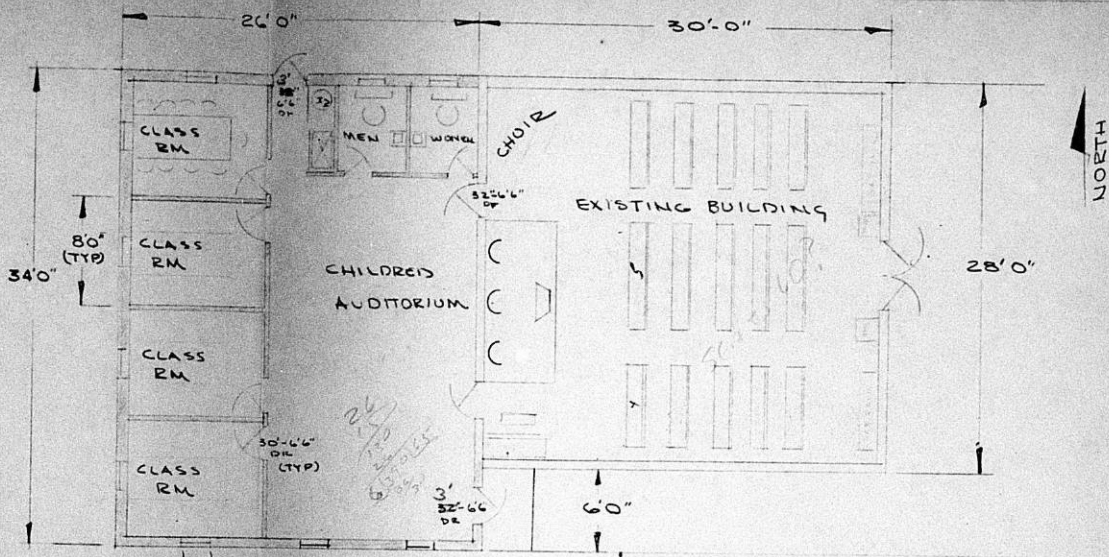 26'0"
30'-0"
NORTH
34'0"
28'0"
8'0"
(TYP)
6'0"
CLASS
RM
CLASS
RM
CLASS
RM
CLASS
RM
3'
6'6"
MEN
WOMEN
CHOIR
32"-6'6"
EXISTING BUILDING
CHILDREN
AUDITORIUM
30"-6'6"
DR
(TYP)
26
3'
32"-6'6
DR